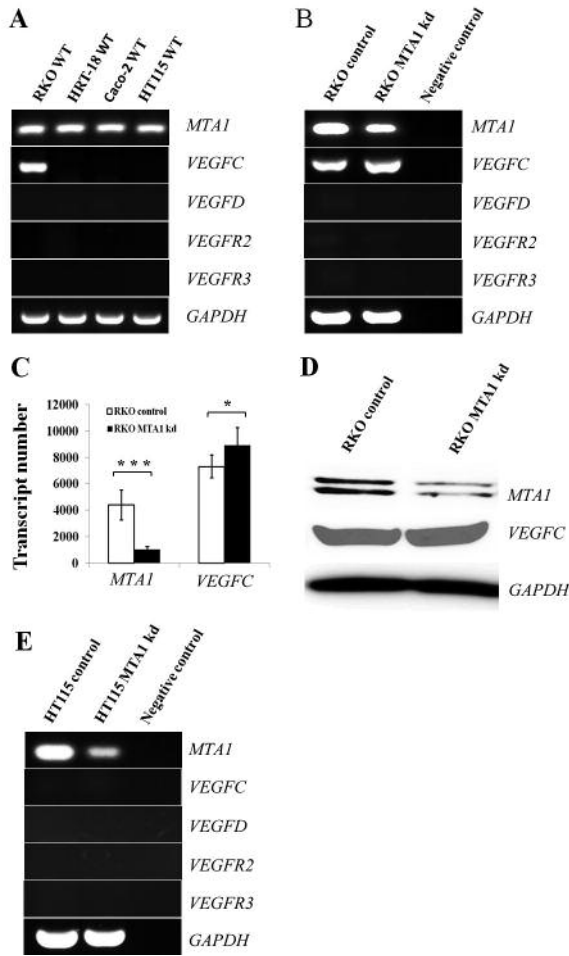 A
RKO WT
HRT-18 WT
Caco-2 WT
HT115 WT
MTA1
VEGFC
VEGFD
VEGFR2
VEGFR3
GAPDH
B
RKO control
RKO MTA1 kd
Negative control
MTA1
VEGFC
VEGFD
VEGFR2
VEGFR3
GAPDH
C
Transcript number
12000
10000
8000
6000
4000
2000
0
RKO control
RKO MTA1 kd
***
*
MTA1
VEGFC
D
RKO control
RKO MTA1 kd
MTA1
VEGFC
GAPDH
E
HT115 control
HT115 MTA1 kd
Negative control
MTA1
VEGFC
VEGFD
VEGFR2
VEGFR3
GAPDH